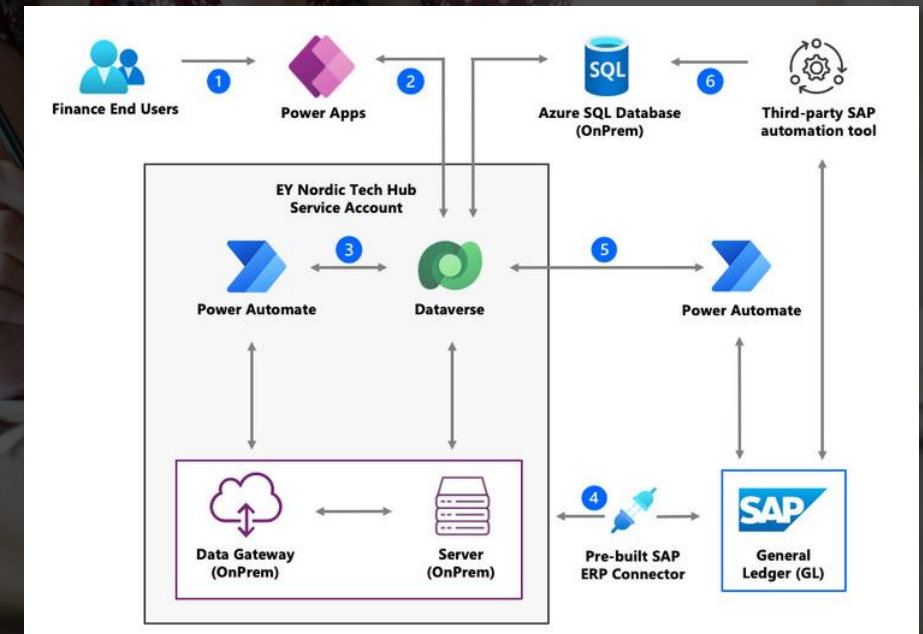 1
2
SQL
6
Finance End Users
Power Apps
Azure SQL Database
(OnPrem)
Third-party SAP
automation tool
EY Nordic Tech Hub
Service Account
3
5
Power Automate
Dataverse
Power Automate
4
SAP
Data Gateway
(OnPrem)
Server
(OnPrem)
Pre-built SAP
ERP Connector
General
Ledger (GL)